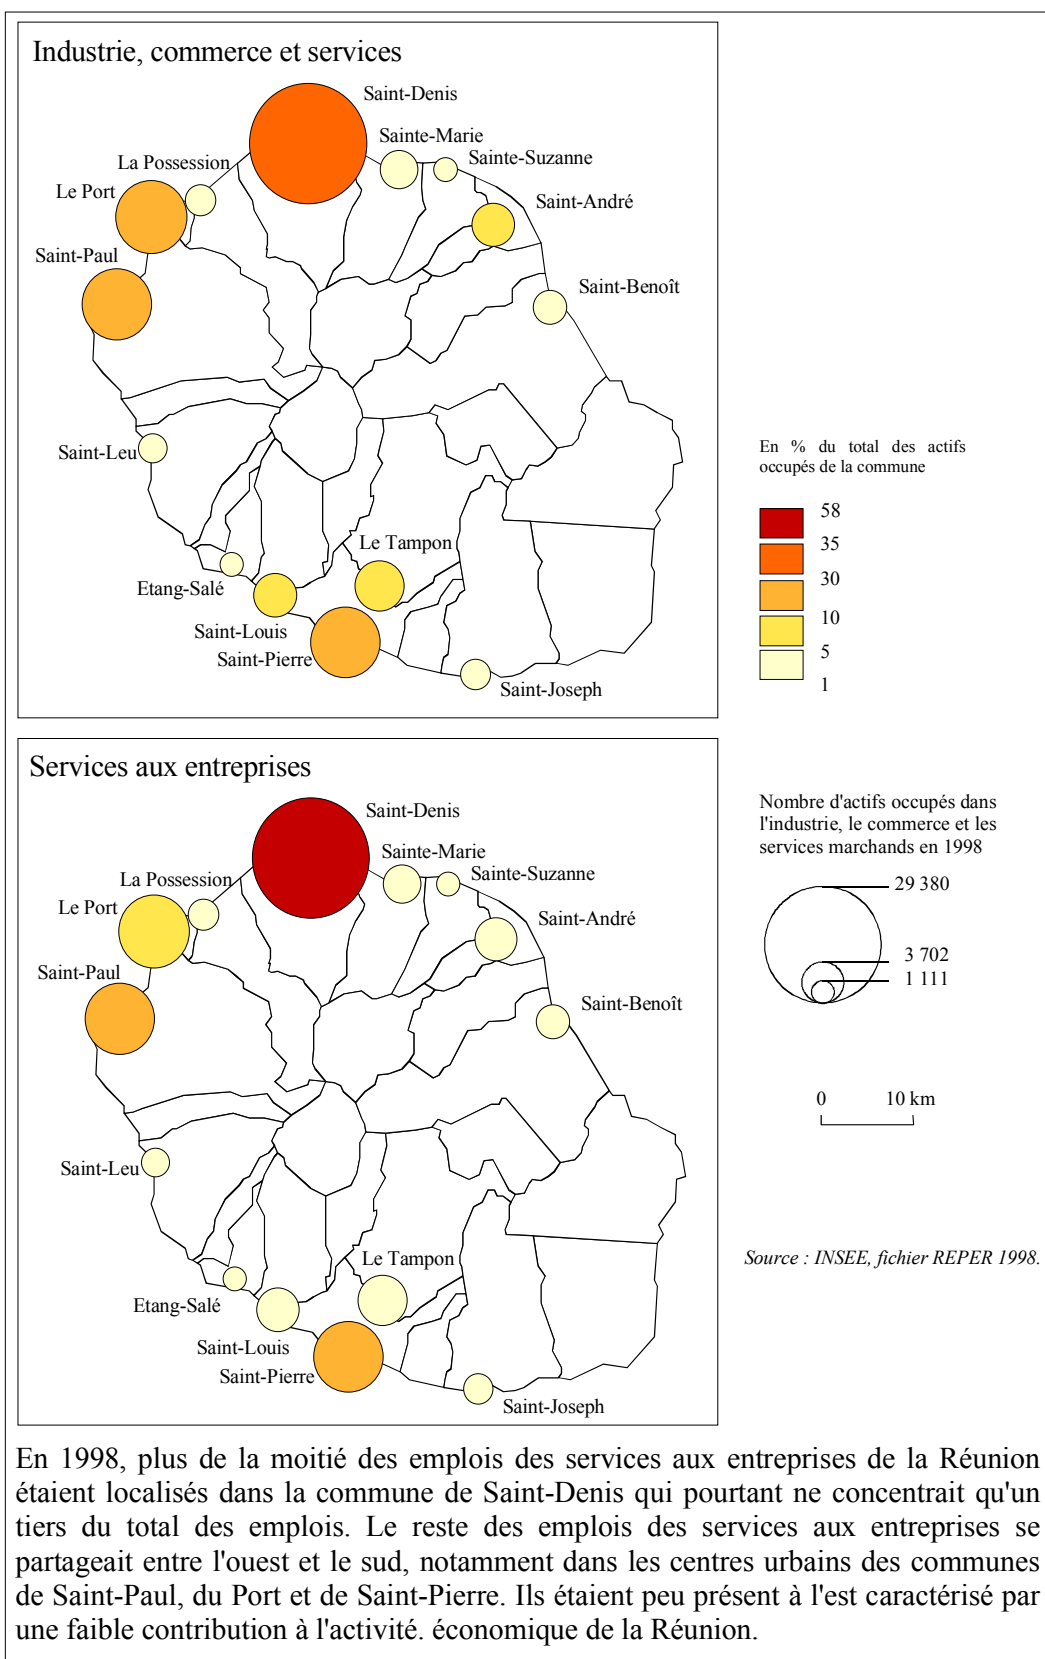 Industrie, commerce et services
Saint-Denis
Sainte-Marie
Sainte-Suzanne
La Possession
Le Port
Saint-André
Saint-Paul
Saint-Benoît
Saint-Leu
Le Tampon
Etang-Salé
Saint-Louis
Saint-Pierre
Saint-Joseph
En % du total des actifs
occupés de la commune
58
35
30
10
5
1
Services aux entreprises
Saint-Denis
Sainte-Marie
Sainte-Suzanne
La Possession
Le Port
Saint-André
Saint-Paul
Saint-Benoît
Saint-Leu
Le Tampon
Etang-Salé
Saint-Louis
Saint-Pierre
Saint-Joseph
Nombre d'actifs occupés dans
l'industrie, le commerce et les
services marchands en 1998
29 380
3 702
1 111
0 10 km
Source : INSEE, fichier REPER 1998.
En 1998, plus de la moitié des emplois des services aux entreprises de la Réunion
étaient localisés dans la commune de Saint-Denis qui pourtant ne concentrait qu'un
tiers du total des emplois. Le reste des emplois des services aux entreprises se
partageait entre l'ouest et le sud, notamment dans les centres urbains des communes
de Saint-Paul, du Port et de Saint-Pierre. Ils étaient peu présent à l'est caractérisé par
une faible contribution à l'activité. économique de la Réunion.